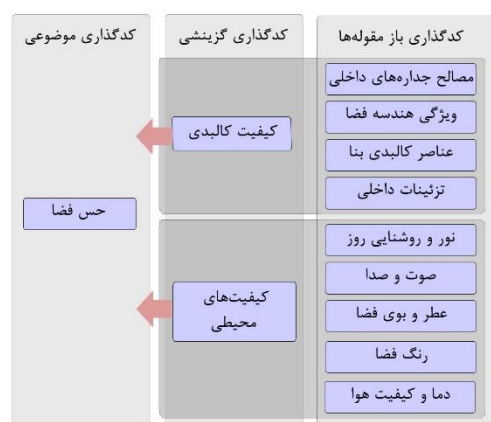 کدگذاری باز مقوله‌ها
کدگذاری گزینشی
کدگذاری موضوعی
مصالح جداره‌های داخلی
ویژگی هندسه فضا
عناصر کالبدی بنا
تزئینات داخلی
کیفیت کالبدی
حس فضا
نور و روشنایی روز
صوت و صدا
عطر و بوی فضا
رنگ فضا
دما و کیفیت هوا
کیفیت‌های
محیطی